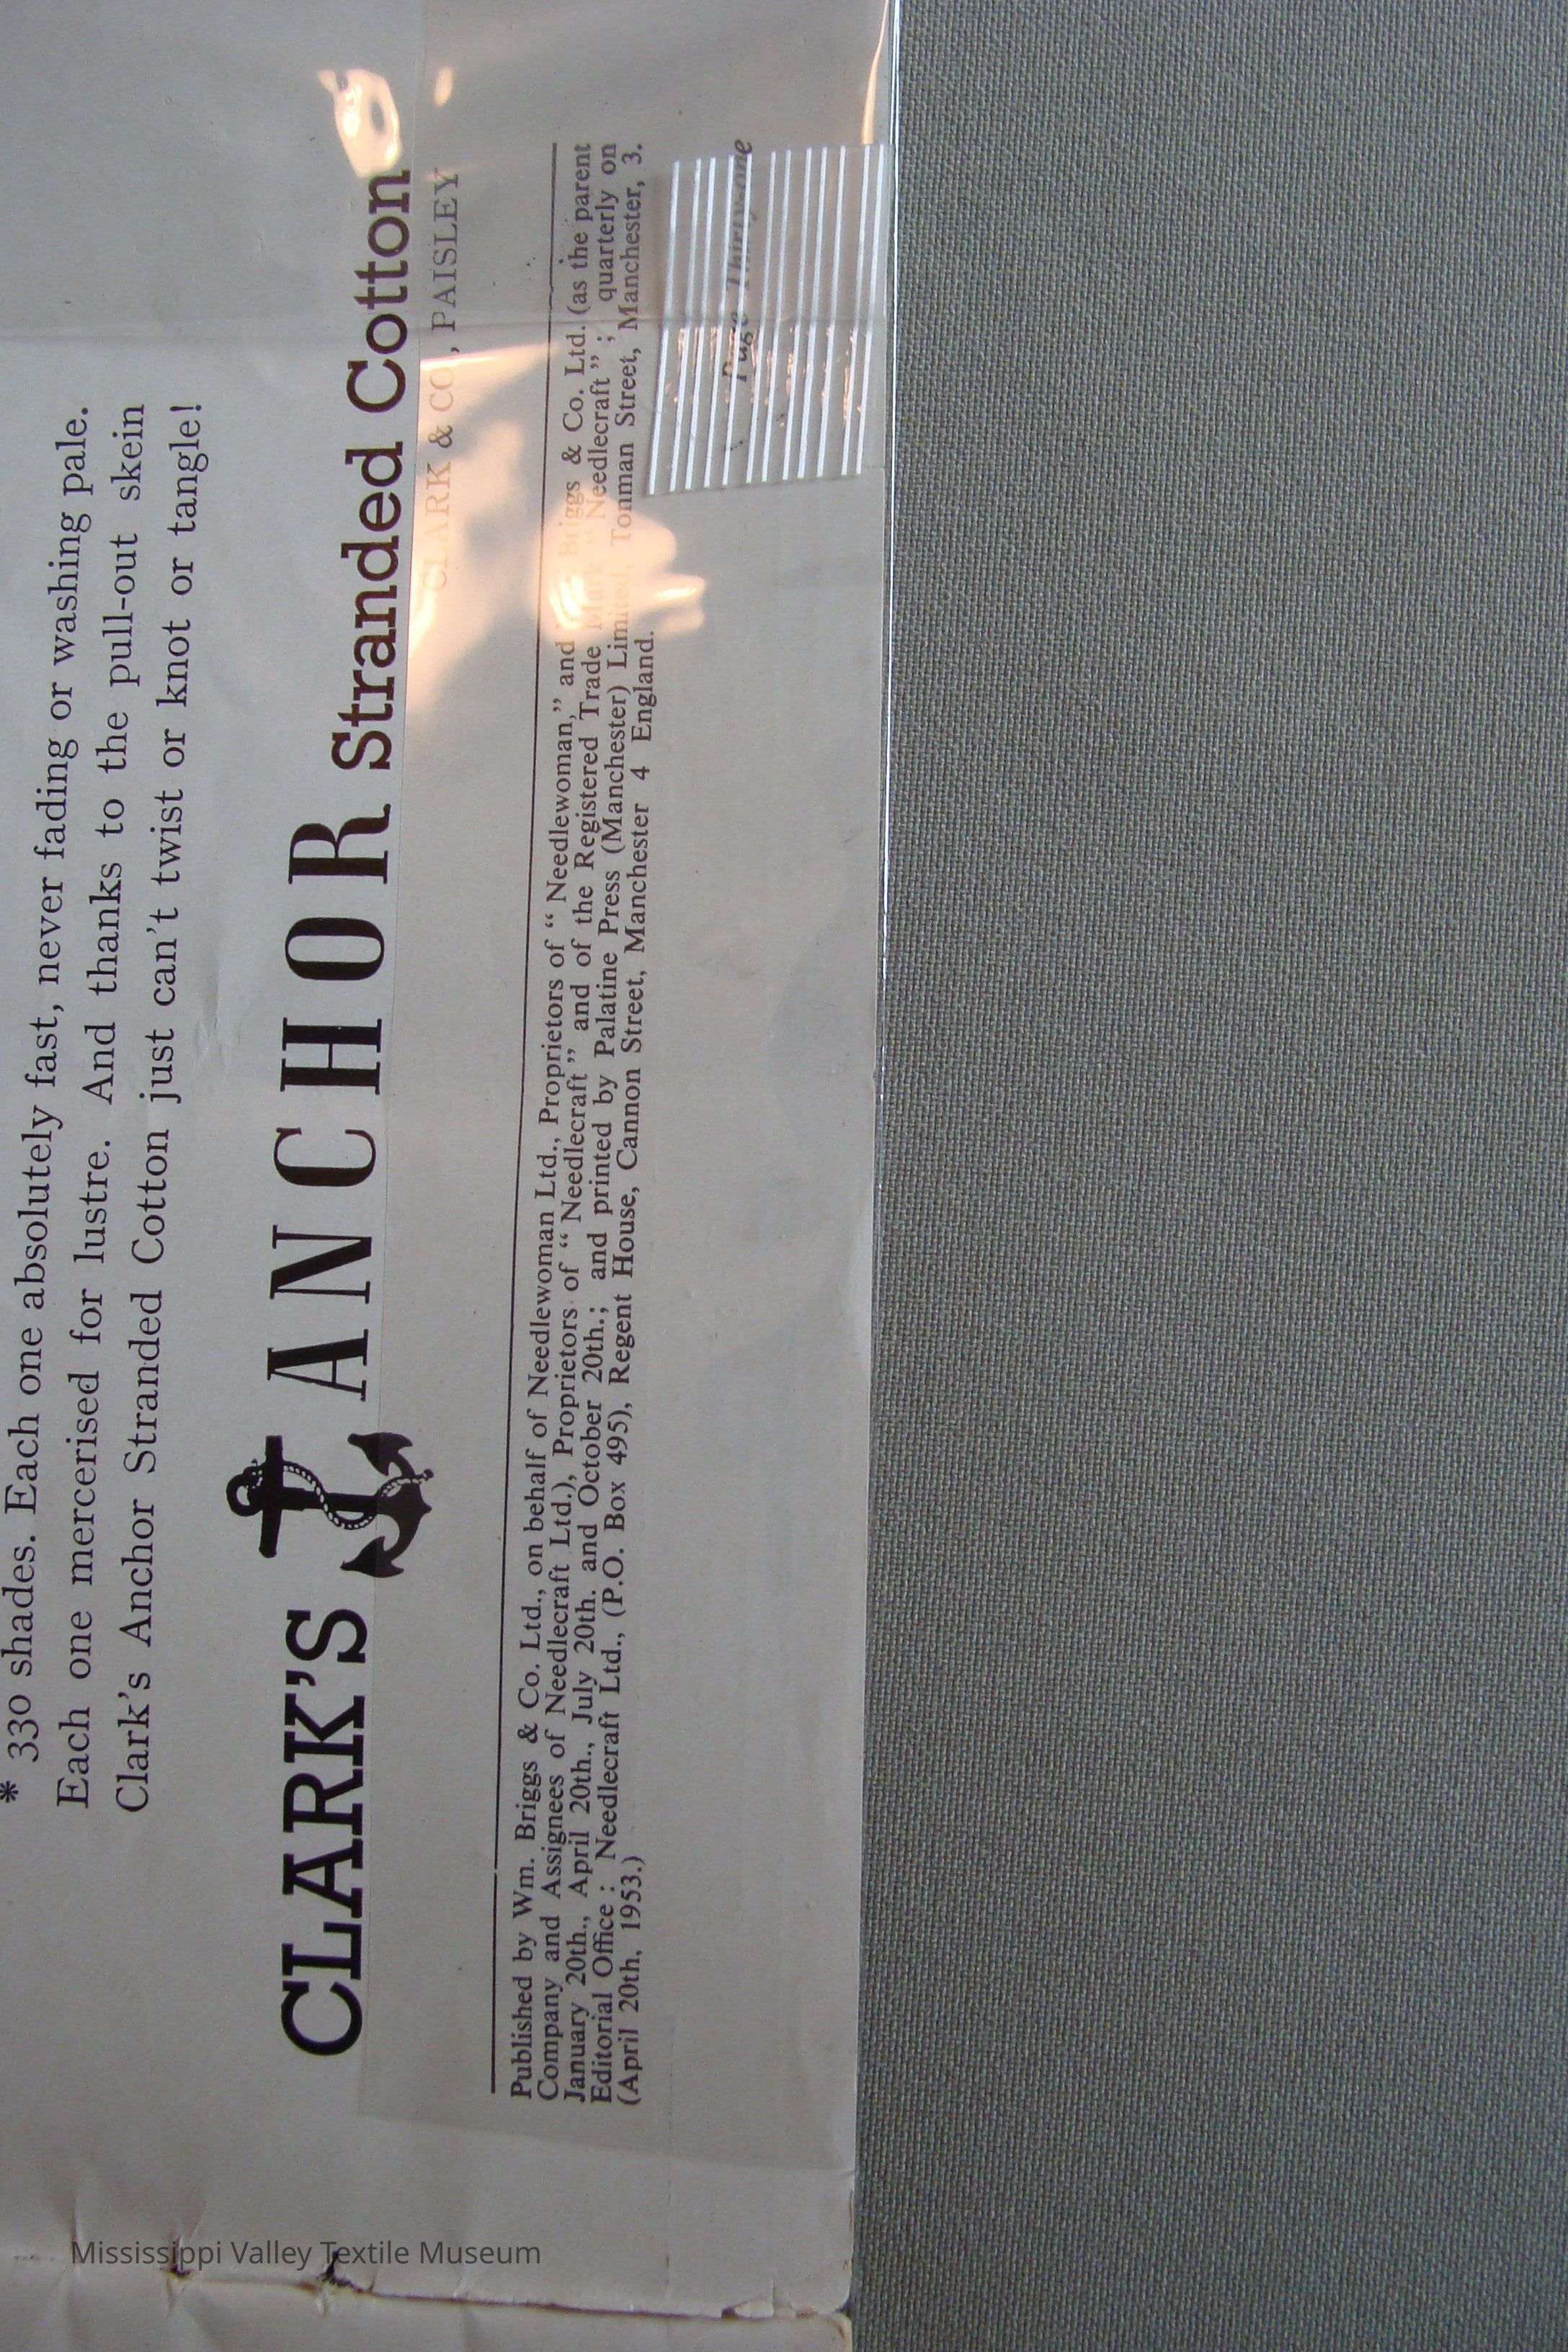 * 330 shades. Each one absolutely fast, never fading or washing pale.
Each one mercerised for lustre. And thanks to the pull-out skein
Clark's Anchor Stranded Cotton just can't twist or knot or tangle!
CLARK'S ANCHOR Stranded Cotton
CLARK & CO., PAISLEY
Published by Wm. Briggs & Co. Ltd., on behalf of Needlewoman Ltd., Proprietors of “ Needlewoman,” and Briggs & Co. Ltd. (as the parent
Company and Assignees of Needlecraft Ltd.), Proprietors of “ Needlecraft ” and of the Registered Trade Mark “ Needlecraft ” ; quarterly on
January 20th., April 20th., July 20th. and October 20th.; and printed by Palatine Press (Manchester) Limited, Tonman Street, Manchester, 3.
Editorial Office : Needlecraft Ltd., (P.O. Box 495), Regent House, Cannon Street, Manchester 4 England.
(April 20th, 1953.)
Page Thirty-one
Mississippi Valley Textile Museum